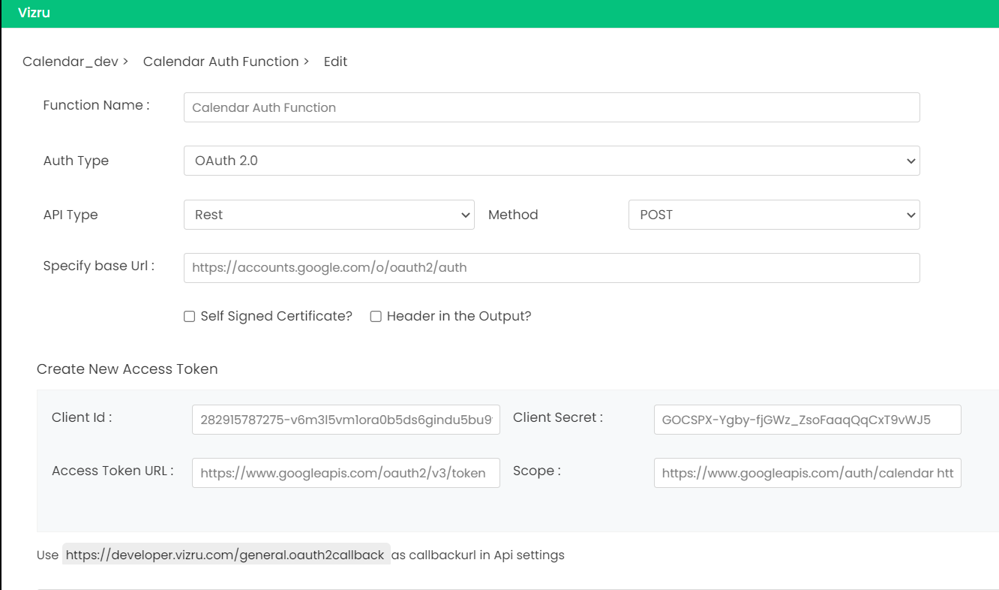 Vizru
Calendar_dev > Calendar Auth Function > Edit
Function Name : Calendar Auth Function
Auth Type OAuth 2.0
API Type Rest Method POST
Specify base Url : https://accounts.google.com/o/oauth2/auth
Self Signed Certificate? Header in the Output?
Create New Access Token
Client Id : 282915787275-v6m3l5vm1ora0b5ds6gindu5bu9 Client Secret : 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
Access Token URL : https://www.googleapis.com/oauth2/v3/token Scope : https://www.googleapis.com/auth/calendar htt
Use https://developer.vizru.com/general.oauth2callback as callbackurl in Api settings